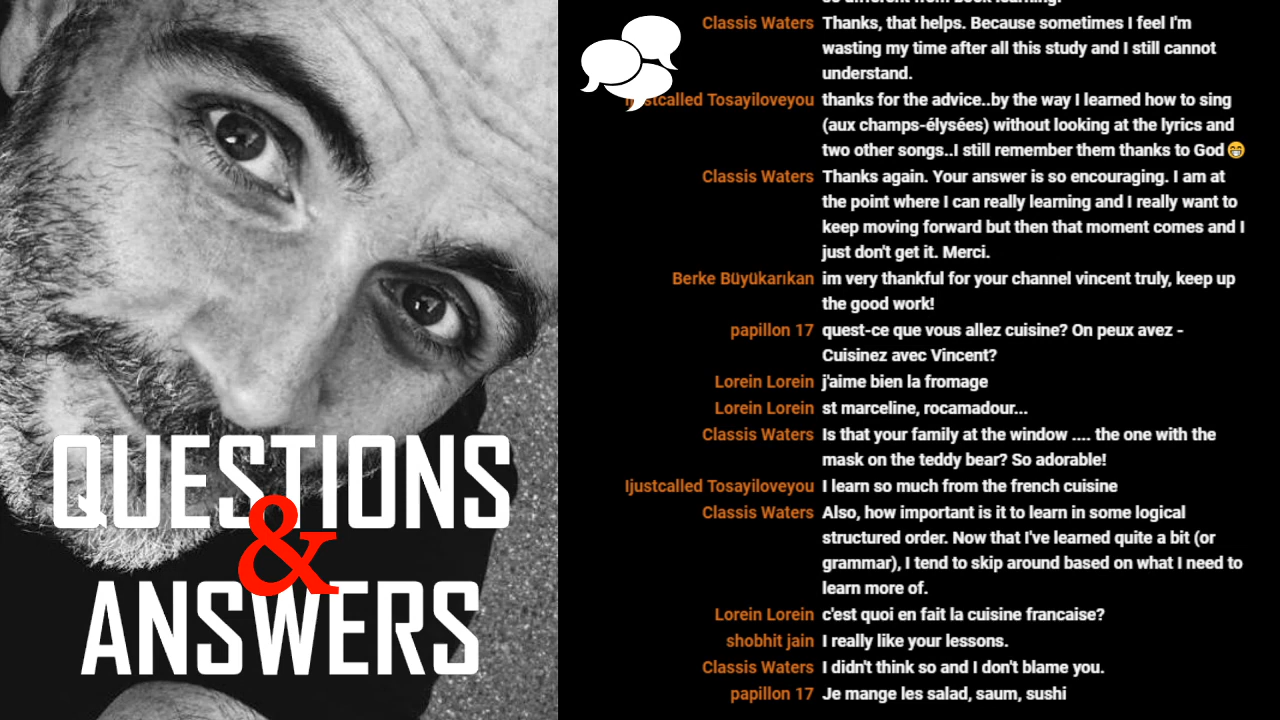 QUESTIONS
&
ANSWERS
Classis Waters Thanks, that helps. Because sometimes I feel I'm
wasting my time after all this study and I still cannot
understand.
Tosayiloveyou thanks for the advice..by the way I learned how to sing
(aux champs-élysées) without looking at the lyrics and
two other songs..I still remember them thanks to God😁
Classis Waters Thanks again. Your answer is so encouraging. I am at
the point where I can really learning and I really want to
keep moving forward but then that moment comes and I
just don't get it. Merci.
Berke Büyükarıkan im very thankful for your channel vincent truly, keep up
the good work!
papillon 17 quest-ce que vous allez cuisine? On peux avez -
Cuisinez avec Vincent?
Lorein Lorein j'aime bien la fromage
Lorein Lorein st marceline, rocamadour...
Classis Waters Is that your family at the window .... the one with the
mask on the teddy bear? So adorable!
Ijustcalled Tosayiloveyou I learn so much from the french cuisine
Classis Waters Also, how important is it to learn in some logical
structured order. Now that I've learned quite a bit (or
grammar), I tend to skip around based on what I need to
learn more of.
Lorein Lorein c'est quoi en fait la cuisine francaise?
shobhit jain I really like your lessons.
Classis Waters I didn't think so and I don't blame you.
papillon 17 Je mange les salad, saum, sushi